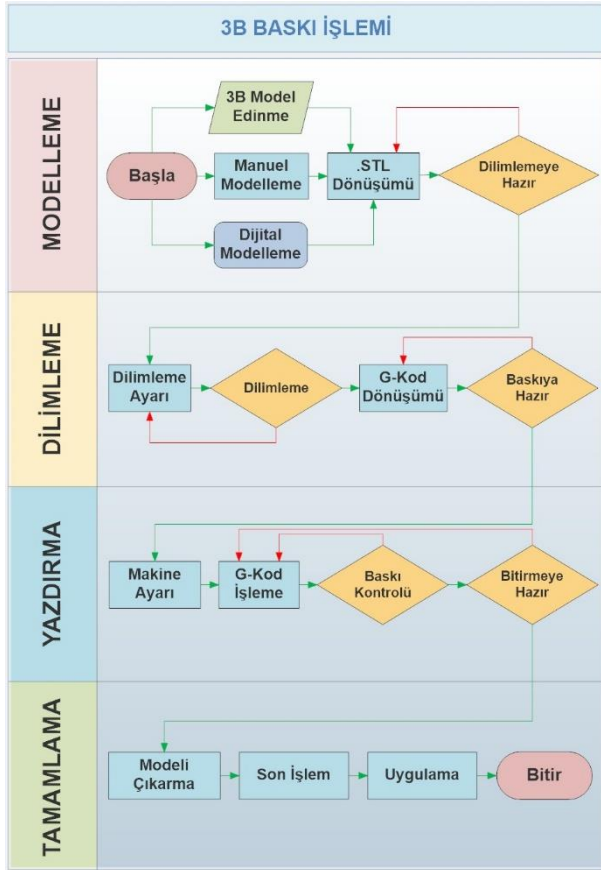 3B BASKI İŞLEMİ
MODELLEME
3B Model
Edinme
Başla
Manuel
Modelleme
.STL
Dönüşümü
Dilimlemeye
Hazır
Dijital
Modelleme
DİLİMLEME
Dilimleme
Ayarı
Dilimleme
G-Kod
Dönüşümü
Baskıya
Hazır
YAZDIRMA
Makine
Ayarı
G-Kod
İşleme
Baskı
Kontrolü
Bitirmeye
Hazır
TAMAMLAMA
Modeli
Çıkarma
Son İşlem
Uygulama
Bitir